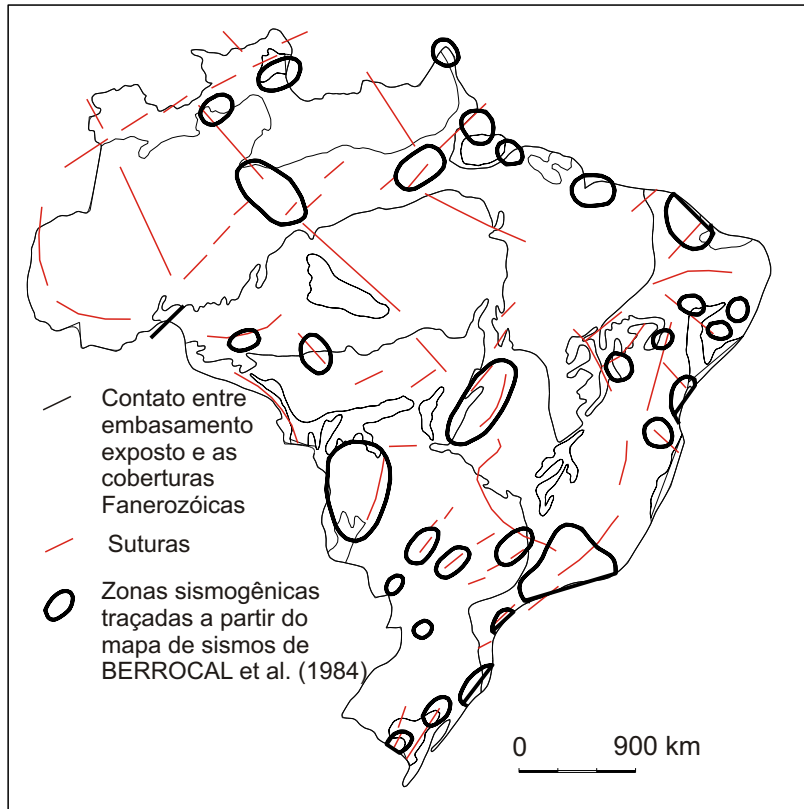 Contato entre
embasamento
exposto e as
coberturas
Fanerozóicas
Suturas
Zonas sismogênicas
traçadas a partir do
mapa de sismos de
BERROCAL et al. (1984)
0 900 km